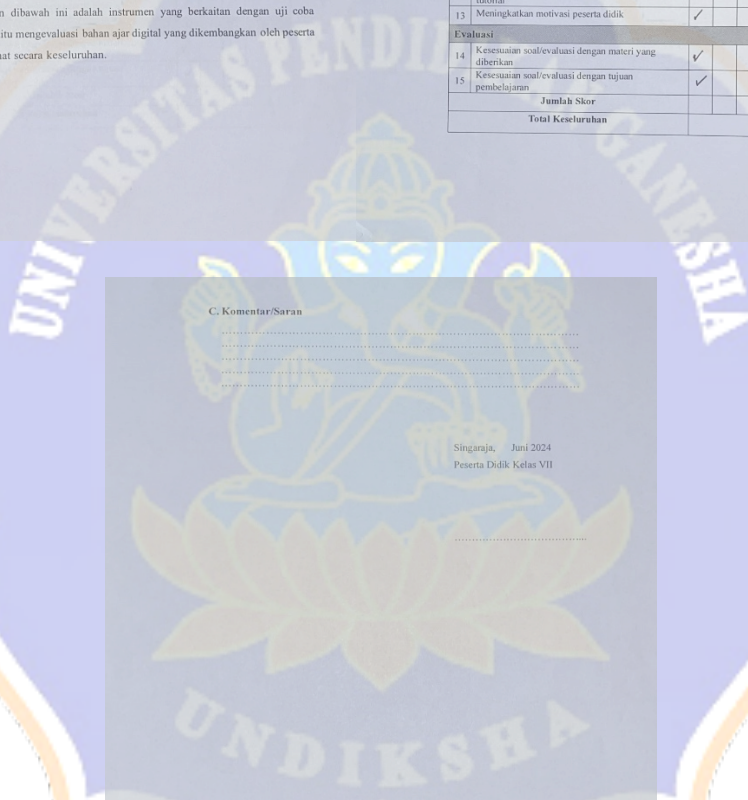 dibawah ini adalah instrumen yang berkaitan dengan uji coba
itu mengevaluasi bahan ajar digital yang dikembangkan oleh peserta
secara keseluruhan.
tutorial
13 Meningkatkan motivasi peserta didik ✓
Evaluasi
14 Kesesuaian soal/evaluasi dengan materi yang
diberikan ✓
15 Kesesuaian soal/evaluasi dengan tujuan
pembelajaran ✓
Jumlah Skor
Total Keseluruhan
UNIVERSITAS PENDIDIKAN GANESHA
C. Komentar/Saran
Singaraja, Juni 2024
Peserta Didik Kelas VII
UNDIKSHA